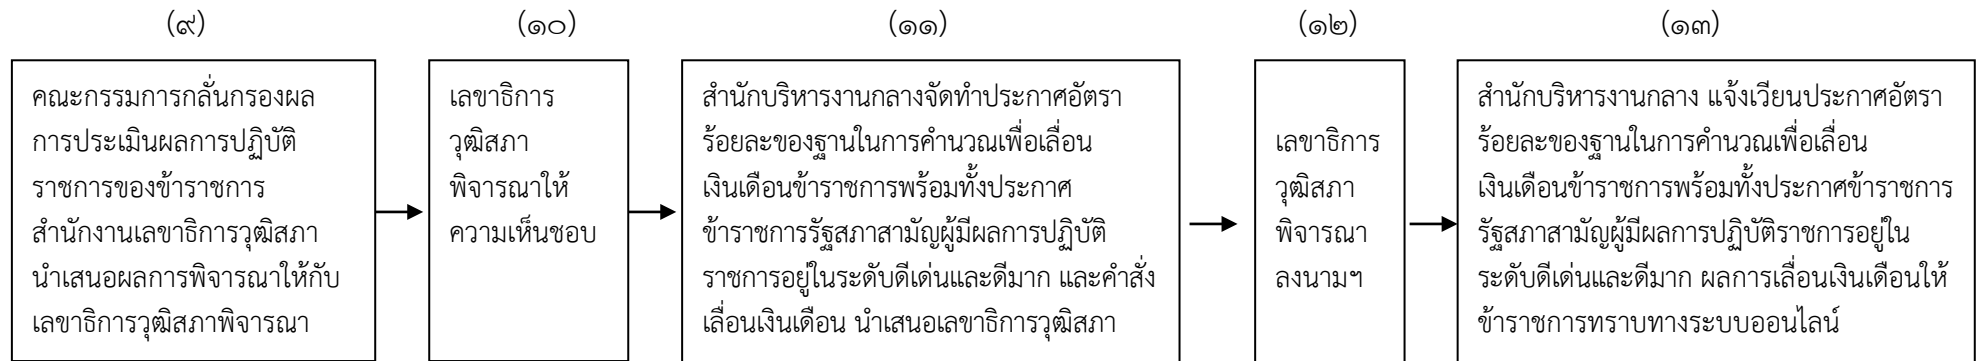 (๙)
คณะกรรมการกลั่นกรองผล
การประเมินผลการปฏิบัติ
ราชการของข้าราชการ
สำนักงานเลขาธิการวุฒิสภา
นำเสนอผลการพิจารณาให้กับ
เลขาธิการวุฒิสภาพิจารณา
(๑๐)
เลขาธิการ
วุฒิสภา
พิจารณาให้
ความเห็นชอบ
(๑๑)
สำนักบริหารงานกลางจัดทำประกาศอัตรา
ร้อยละของฐานในการคำนวณเพื่อเลื่อน
เงินเดือนข้าราชการพร้อมทั้งประกาศ
ข้าราชการรัฐสภาสามัญผู้มีผลการปฏิบัติ
ราชการอยู่ในระดับดีเด่นและดีมาก และคำสั่ง
เลื่อนเงินเดือน นำเสนอเลขาธิการวุฒิสภา
(๑๒)
เลขาธิการ
วุฒิสภา
พิจารณา
ลงนามฯ
(๑๓)
สำนักบริหารงานกลาง แจ้งเวียนประกาศอัตรา
ร้อยละของฐานในการคำนวณเพื่อเลื่อน
เงินเดือนข้าราชการพร้อมทั้งประกาศข้าราชการ
รัฐสภาสามัญผู้มีผลการปฏิบัติราชการอยู่ใน
ระดับดีเด่นและดีมาก ผลการเลื่อนเงินเดือนให้
ข้าราชการทราบทางระบบออนไลน์